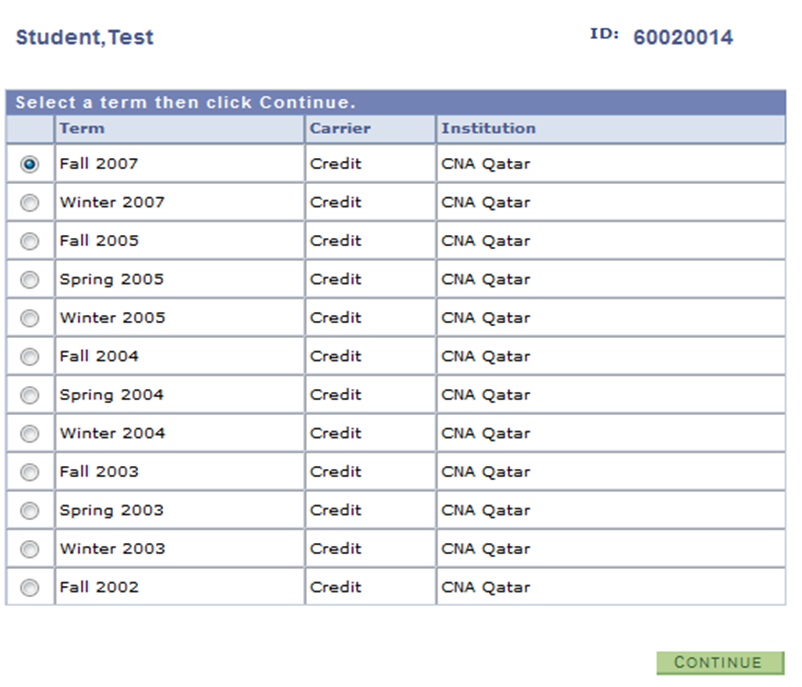 Student,Test ID: 60020014
Select a term then click Continue.
Term Carrier Institution
Fall 2007 Credit CNA Qatar
Winter 2007 Credit CNA Qatar
Fall 2005 Credit CNA Qatar
Spring 2005 Credit CNA Qatar
Winter 2005 Credit CNA Qatar
Fall 2004 Credit CNA Qatar
Spring 2004 Credit CNA Qatar
Winter 2004 Credit CNA Qatar
Fall 2003 Credit CNA Qatar
Spring 2003 Credit CNA Qatar
Winter 2003 Credit CNA Qatar
Fall 2002 Credit CNA Qatar
CONTINUE